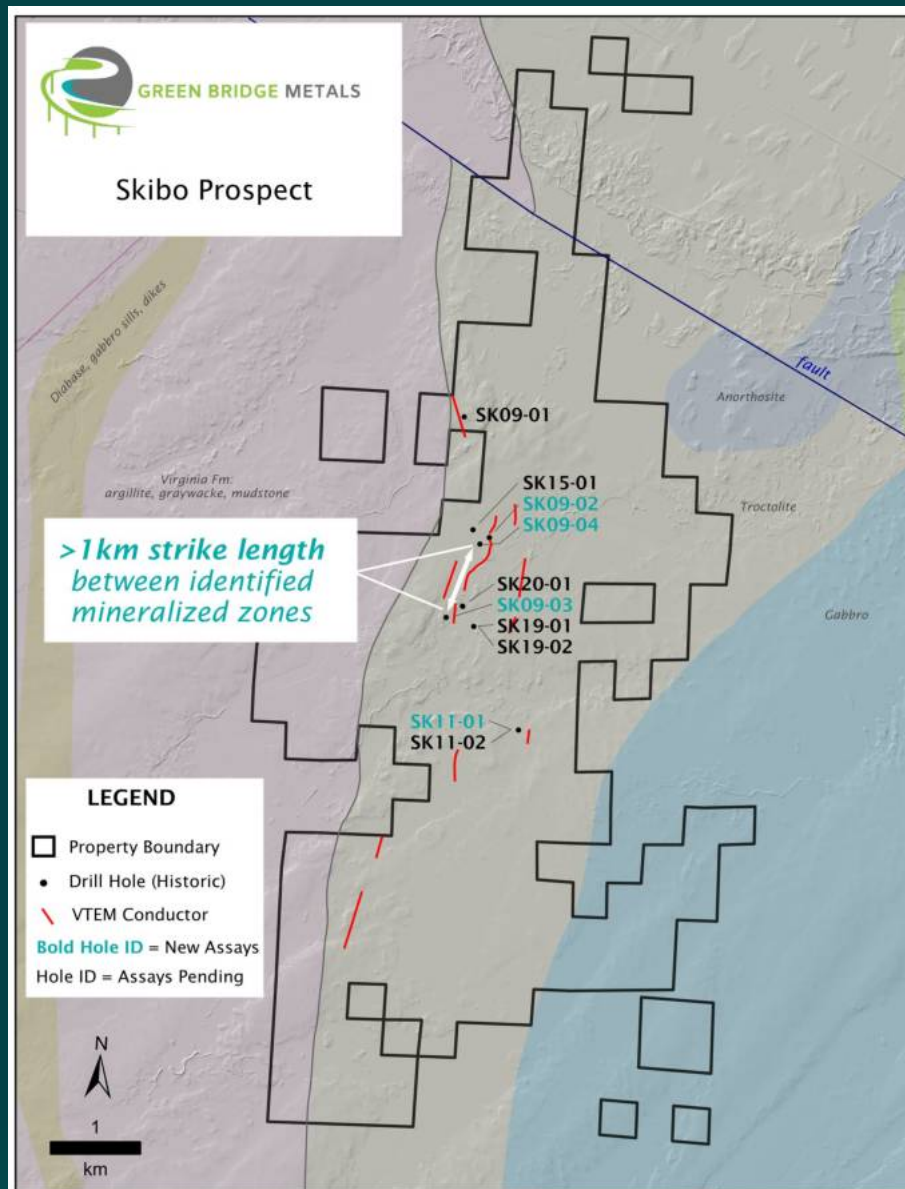 GREEN BRIDGE METALS
Skibo Prospect
Diabase, gabbro sills, dikes
fault
Anorthosite
SK09-01
Virginia Fm:
argillite, graywacke, mudstone
SK15-01
SK09-02
SK09-04
Troctolite
>1km strike length
between identified
mineralized zones
SK20-01
SK09-03
SK19-01
SK19-02
Gabbro
SK11-01
SK11-02
LEGEND
Property Boundary
Drill Hole (Historic)
VTEM Conductor
Bold Hole ID = New Assays
Hole ID = Assays Pending
N
1
km